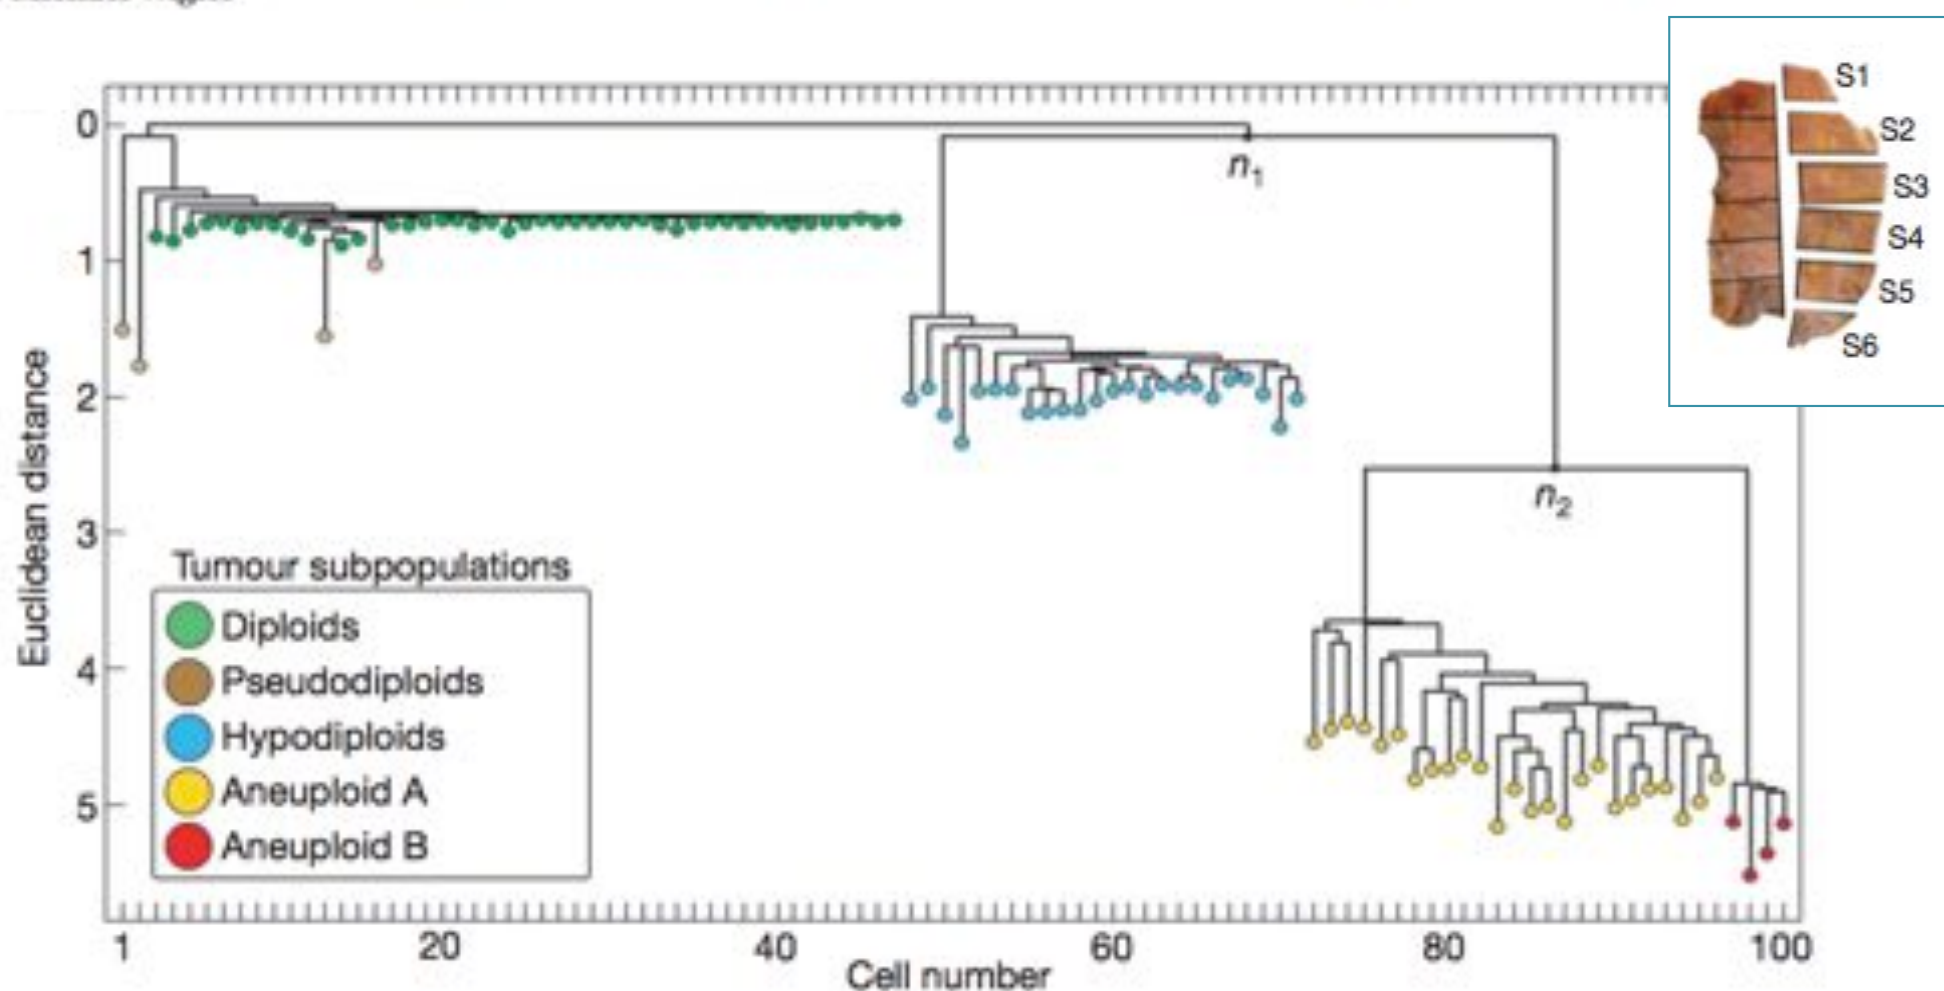 S1
S2
S3
S4
S5
S6
0
1
2
3
4
5
Euclidean distance
n1
n2
Tumour subpopulations
Diploids
Pseudodiploids
Hypodiploids
Aneuploid A
Aneuploid B
1 20 40 60 80 100
Cell number